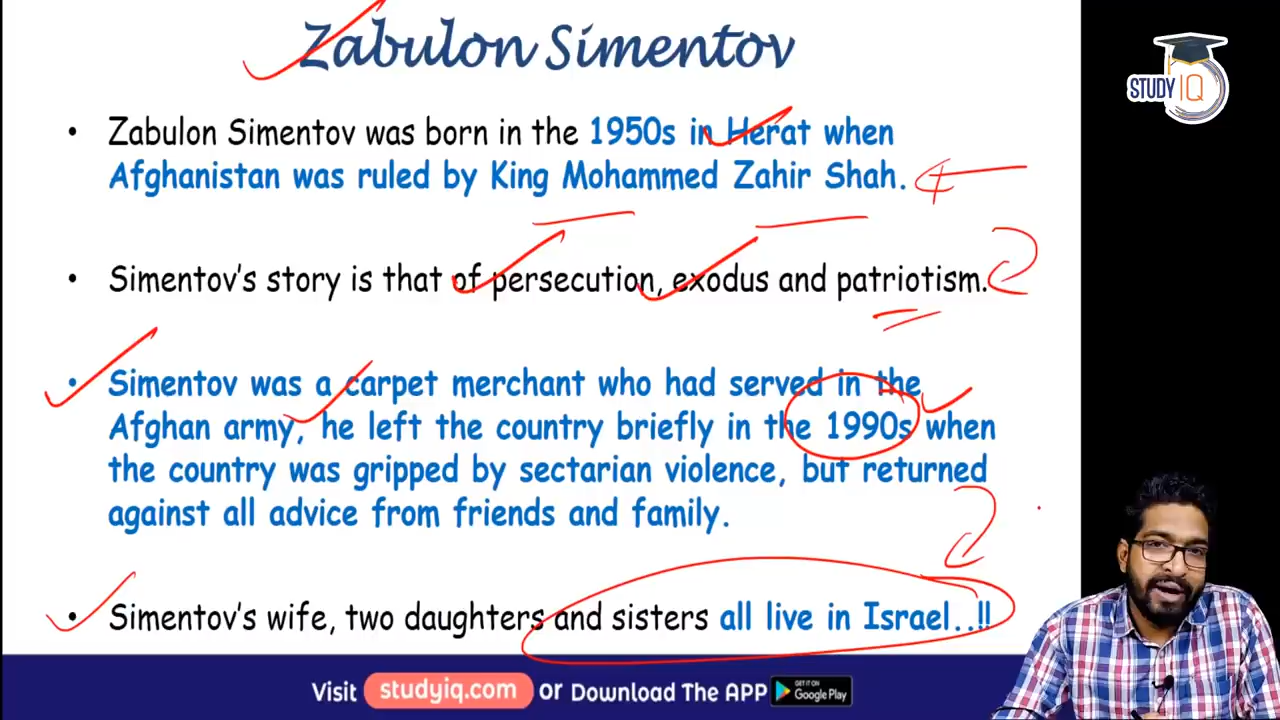 Zabulon Simentov
STUDY IQ
• Zabulon Simentov was born in the 1950s in Herat when
Afghanistan was ruled by King Mohammed Zahir Shah.
• Simentov's story is that of persecution, exodus and patriotism.
• Simentov was a carpet merchant who had served in the
Afghan army, he left the country briefly in the 1990s when
the country was gripped by sectarian violence, but returned
against all advice from friends and family.
• Simentov's wife, two daughters and sisters all live in Israel..!!
Visit studyiq.com or Download The APP GET IT ON Google Play